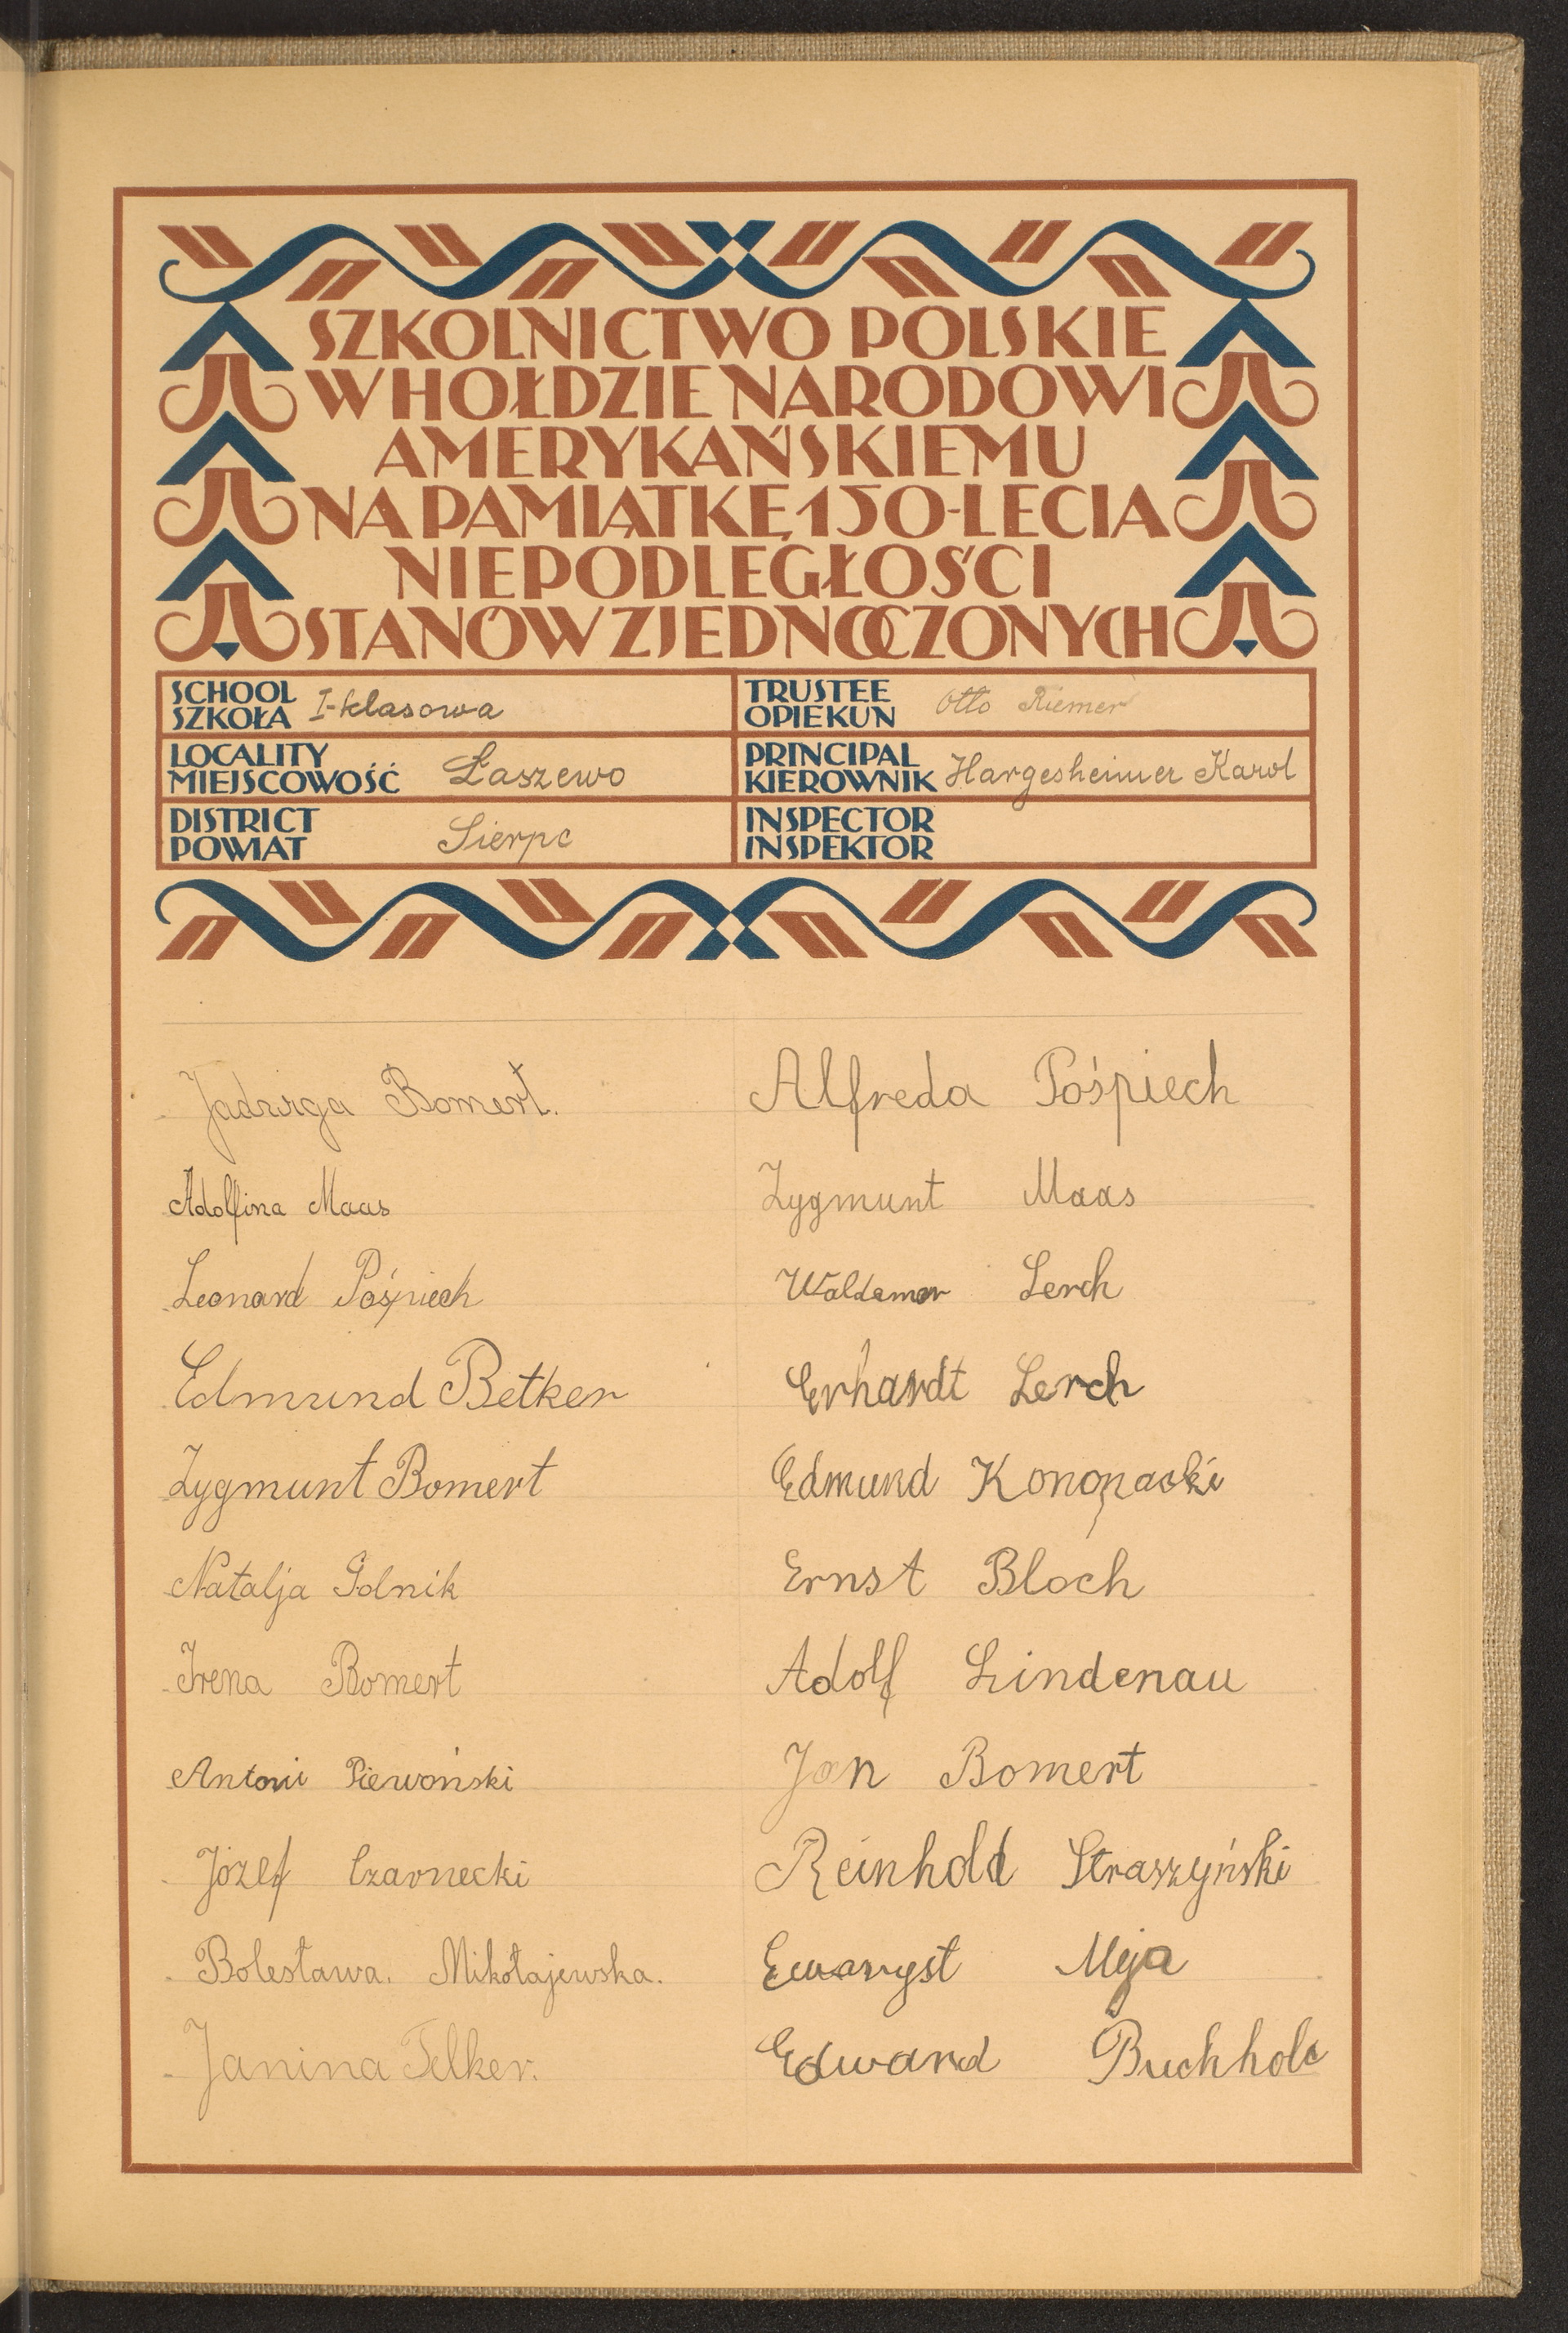 SZKOLNICTWO POLSKIE
W HOŁDZIE NARODOWI
AMERYKAŃSKIEMU
NA PAMIĄTKĘ 150-LECIA
NIEPODLEGŁOŚCI
STANÓW ZJEDNOCZONYCH
SCHOOL
SZKOŁA I-klasowa
LOCALITY
MIEJSCOWOŚĆ Łaszewo
DISTRICT
POWIAT Sierpc
TRUSTEE
OPIEKUN Otto Riemer
PRINCIPAL
KIEROWNIK Hargesheimer Karol
INSPECTOR
INSPEKTOR
Jadwiga Bomert.
Adolfina Maas
Leonard Pośpiech
Edmund Betker
Zygmunt Bomert
Natalja Golnik
Irena Bomert
Antoni Piewoński
Józef Czarnecki
Bolesława. Mikołajewska.
Janina Felker.
Alfreda Pośpiech
Zygmunt Maas
Waldemar Lerch
Erhardt Lerch
Edmund Konopacki
Ernst Bloch
Adolf Lindenau
Jan Bomert
Reinhold Straszyński
Ewaryst Meja
Edward Buchholc